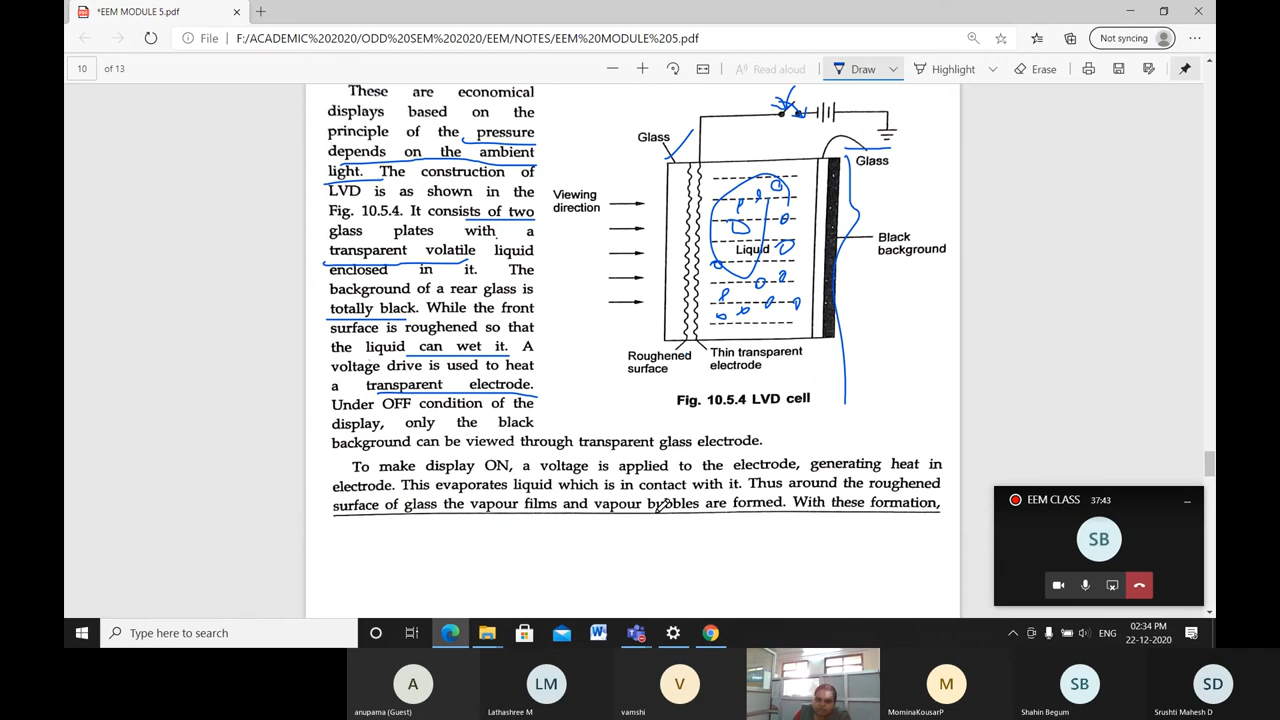 *EEM MODULE 5.pdf
File
F:/ACADEMIC%202020/ODD%20SEM%202020/EEM/NOTES/EEM%20MODULE%205.pdf
Not syncing
10 of 13
Read aloud
Draw
Highlight
Erase
These are economical
displays based on the
principle of the pressure
depends on the ambient
light. The construction of
LVD is as shown in the
Fig. 10.5.4. It consists of two
glass plates with a
transparent volatile liquid
enclosed in it. The
background of a rear glass is
totally black. While the front
surface is roughened so that
the liquid can wet it. A
voltage drive is used to heat
a transparent electrode.
Under OFF condition of the
display, only the black
background can be viewed through transparent glass electrode.
Glass
Glass
Viewing
direction
Liquid
Black
background
Roughened
surface
Thin transparent
electrode
Fig. 10.5.4 LVD cell
To make display ON, a voltage is applied to the electrode, generating heat in
electrode. This evaporates liquid which is in contact with it. Thus around the roughened
surface of glass the vapour films and vapour bubbles are formed. With these formation,
EEM CLASS 37:43
SB
Type here to search
ENG
02:34 PM
22-12-2020
A
anupama (Guest)
LM
Lathashree M
V
vamshi
M
MominaKousarP
SB
Shahin Begum
SD
Srushti Mahesh D